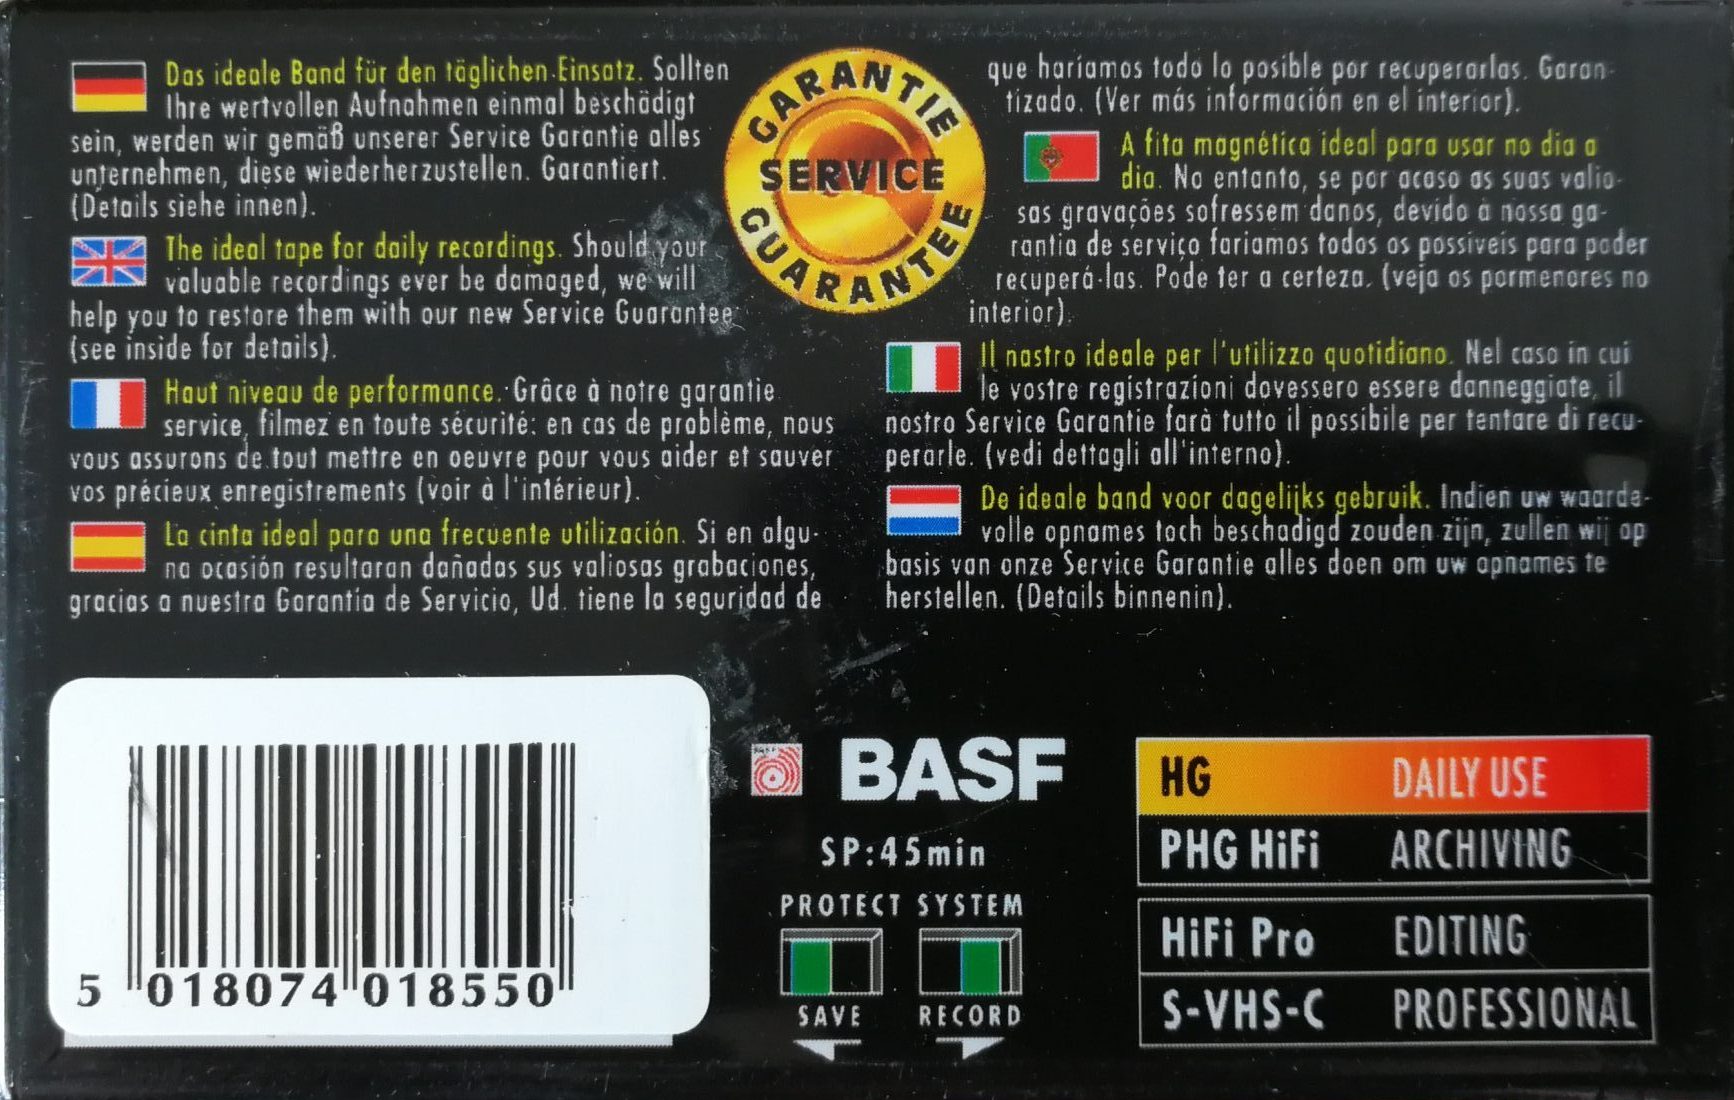 Das ideale Band für den täglichen Einsatz. Sollten
Ihre wertvollen Aufnahmen einmal beschädigt
sein, werden wir gemäß unserer Service Garantie alles
unternehmen, diese wiederherzustellen. Garantiert.
(Details siehe innen).
The ideal tape for daily recordings. Should your
valuable recordings ever be damaged, we will
help you to restore them with our new Service Guarantee
(see inside for details).
Haut niveau de performance. Grâce à notre garantie
service, filmez en toute sécurité: en cas de problème, nous
vous assurons de tout mettre en oeuvre pour vous aider et sauver
vos précieux enregistrements (voir à l'intérieur).
La cinta ideal para una frecuente utilización. Si en algu-
na ocasión resultaran dañadas sus valiosas grabaciones,
gracias a nuestra Garantía de Servicio, Ud. tiene la seguridad de
GARANTIE
SERVICE
GUARANTEE
que haríamos todo lo posible por recuperarlas. Garan-
tizado. (Ver más información en el interior).
A fita magnética ideal para usar no dia a
dia. No entanto, se por acaso as suas valio-
sas gravações sofressem danos, devido à nossa ga-
rantia de serviço fariamos todos os possiveis para poder
recuperá-las. Pode ter a certeza. (veja os pormenores no
interior).
Il nastro ideale per l'utilizzo quotidiano. Nel caso in cui
le vostre registrazioni dovessero essere danneggiate, il
nostro Service Garantie farà tutto il possibile per tentare di recu-
perarle. (vedi dettagli all'interno).
De ideale band voor dagelijks gebruik. Indien uw waarde-
volle opnames toch beschadigd zouden zijn, zullen wij op
basis van onze Service Garantie alles doen om uw opnames te
herstellen. (Details binnenin).
5 018074 018550
BASF
SP:45min
PROTECT SYSTEM
SAVE RECORD
HG DAILY USE
PHG HiFi ARCHIVING
HiFi Pro EDITING
S-VHS-C PROFESSIONAL